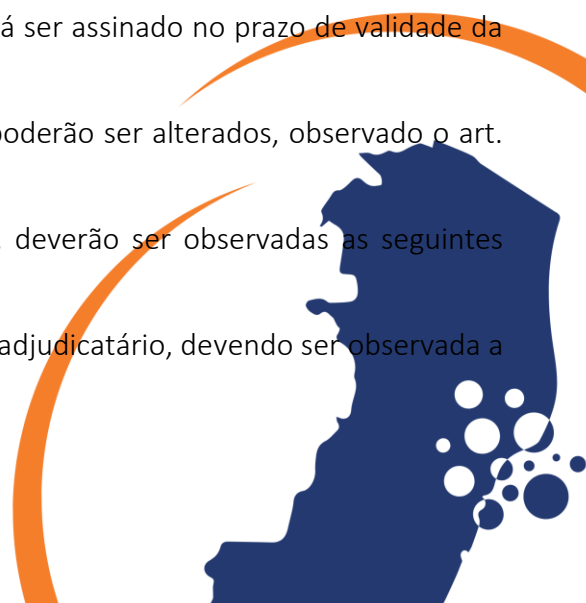 á ser assinado no prazo de validade da
poderão ser alterados, observado o art.
deverão ser observadas as seguintes
adjudicatário, devendo ser observada a